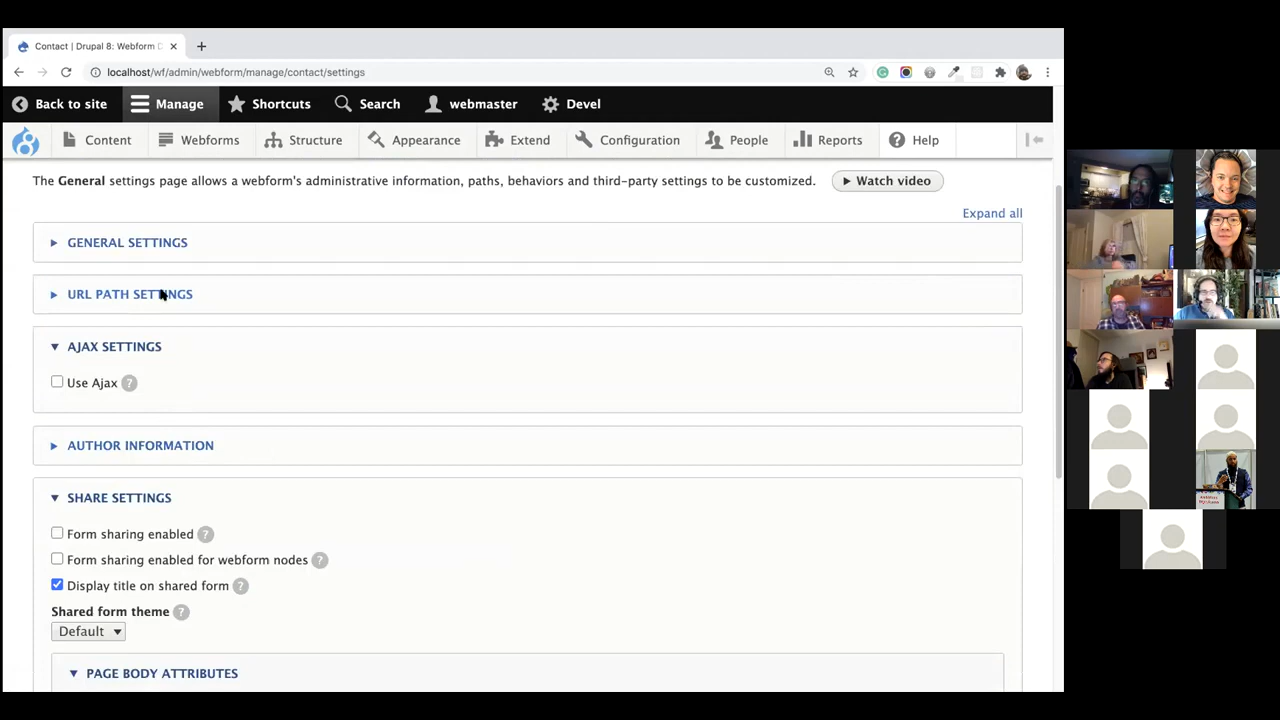 Contact | Drupal 8: Webform D
localhost/wf/admin/webform/manage/contact/settings
Back to site Manage Shortcuts Search webmaster Devel
Content Webforms Structure Appearance Extend Configuration People Reports Help
The General settings page allows a webform's administrative information, paths, behaviors and third-party settings to be customized. Watch video
Expand all
GENERAL SETTINGS
URL PATH SETTINGS
AJAX SETTINGS
Use Ajax ?
AUTHOR INFORMATION
SHARE SETTINGS
Form sharing enabled ?
Form sharing enabled for webform nodes ?
Display title on shared form ?
Shared form theme ?
Default
PAGE BODY ATTRIBUTES